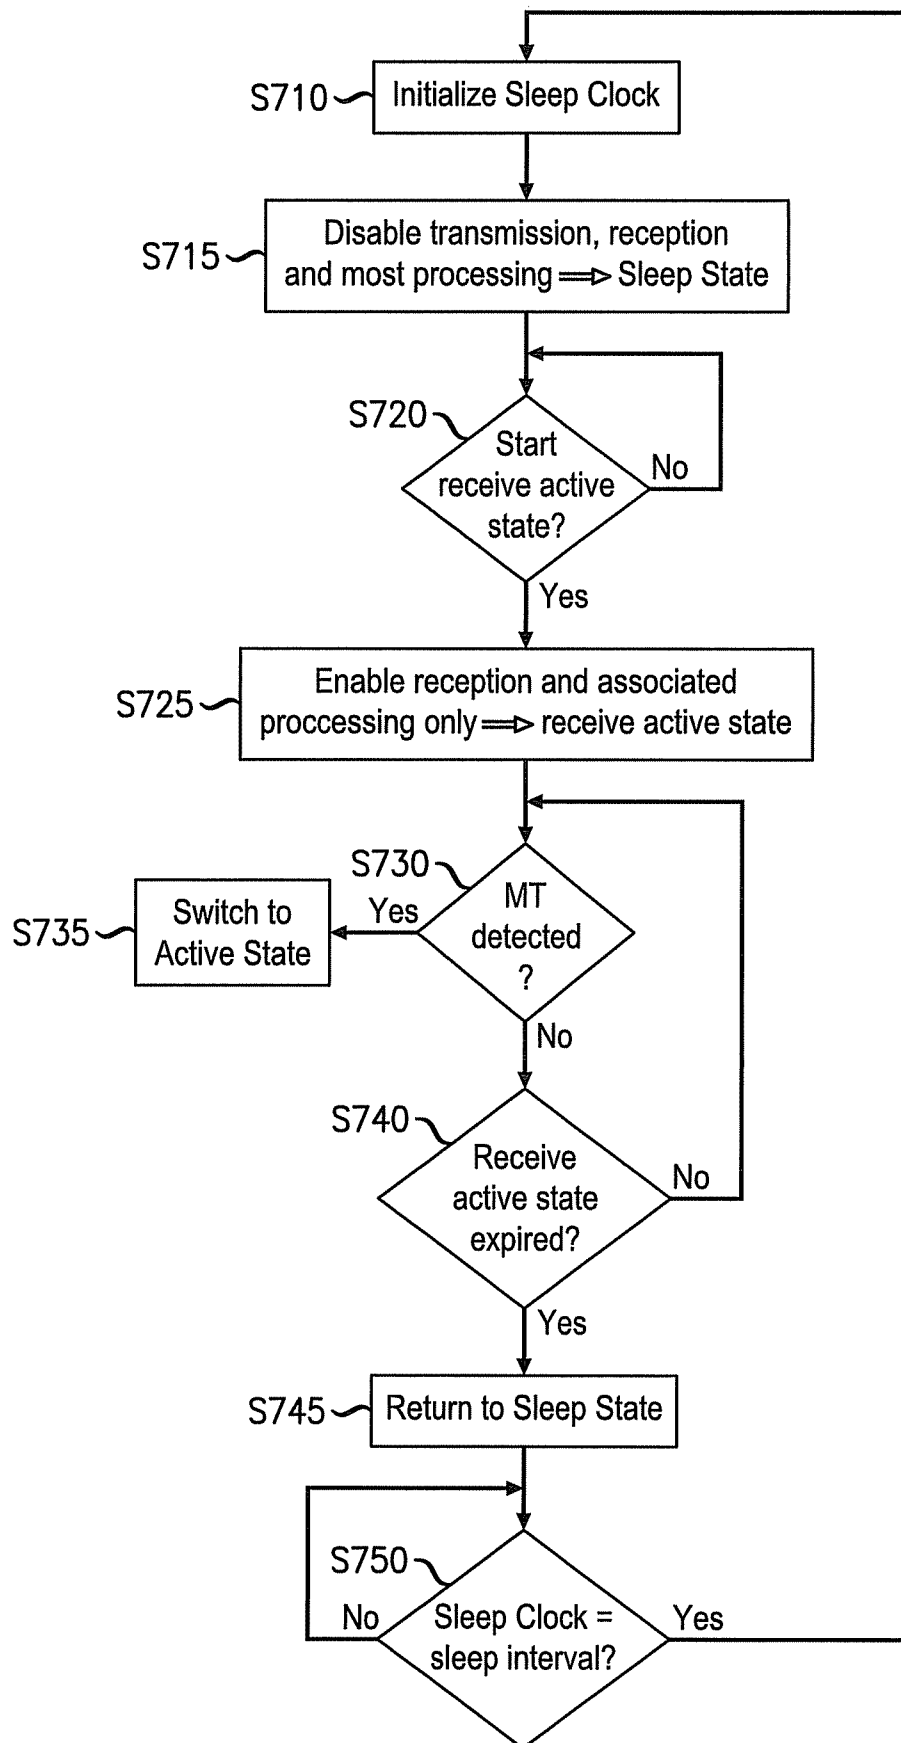 S710
Initialize Sleep Clock
S715
Disable transmission, reception
and most processing ⇒ Sleep State
S720
Start
receive active
state?
No
Yes
S725
Enable reception and associated
proccessing only ⇒ receive active state
S730
MT
detected
?
Yes
S735
Switch to
Active State
No
S740
Receive
active state
expired?
No
Yes
S745
Return to Sleep State
S750
No
Sleep Clock =
sleep interval?
Yes